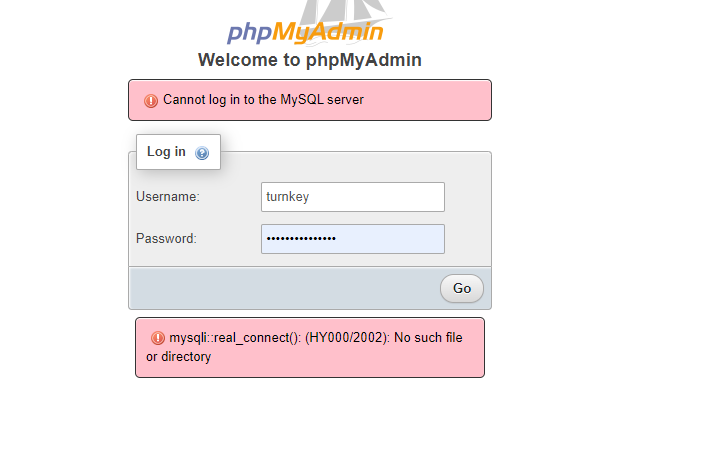 phpMyAdmin
Welcome to phpMyAdmin
Cannot log in to the MySQL server
Log in
Username:
turnkey
Password:
•••••••••••••••
Go
mysqli::real_connect(): (HY000/2002): No such file
or directory